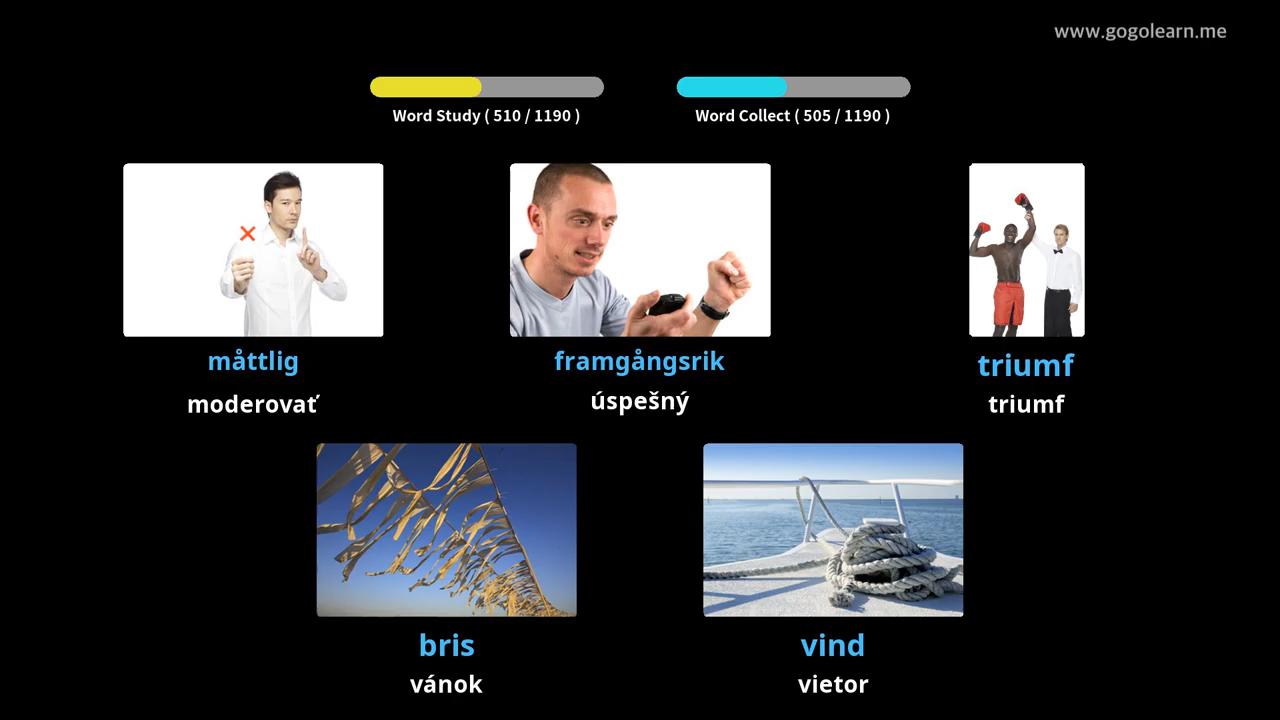 www.gogolearn.me
Word Study ( 510 / 1190 )
Word Collect ( 505 / 1190 )
måttlig
framgångsrik
triumf
moderovať
úspešný
triumf
bris
vind
vánok
vietor